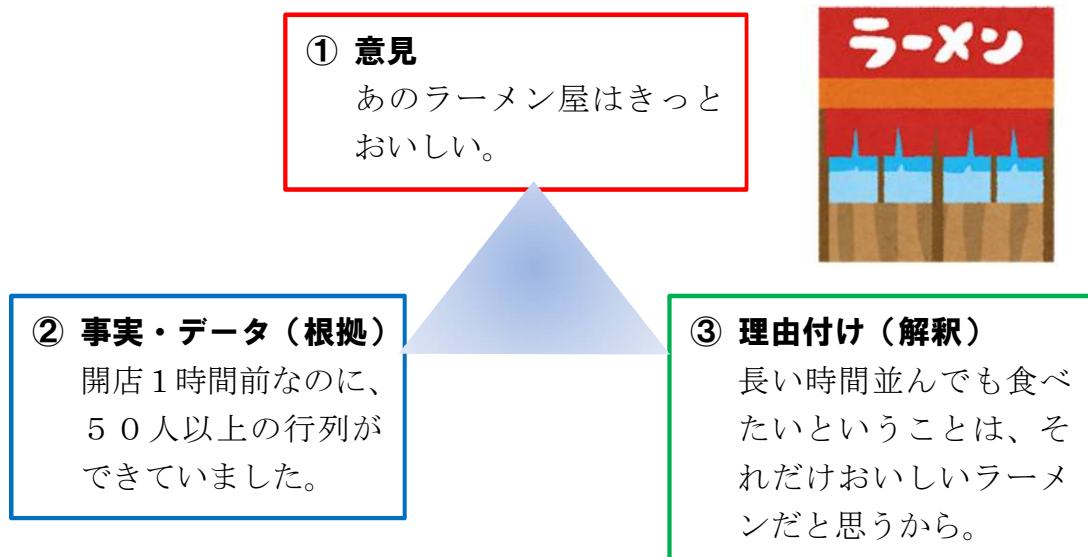 ① 意見
あのラーメン屋はきっと
おいしい。
ラーメン
② 事実・データ(根拠)
開店1時間前なのに、
50人以上の行列が
できていました。
③ 理由付け(解釈)
長い時間並んでも食べ
たいということは、そ
れだけおいしいラーメ
ンだと思うから。